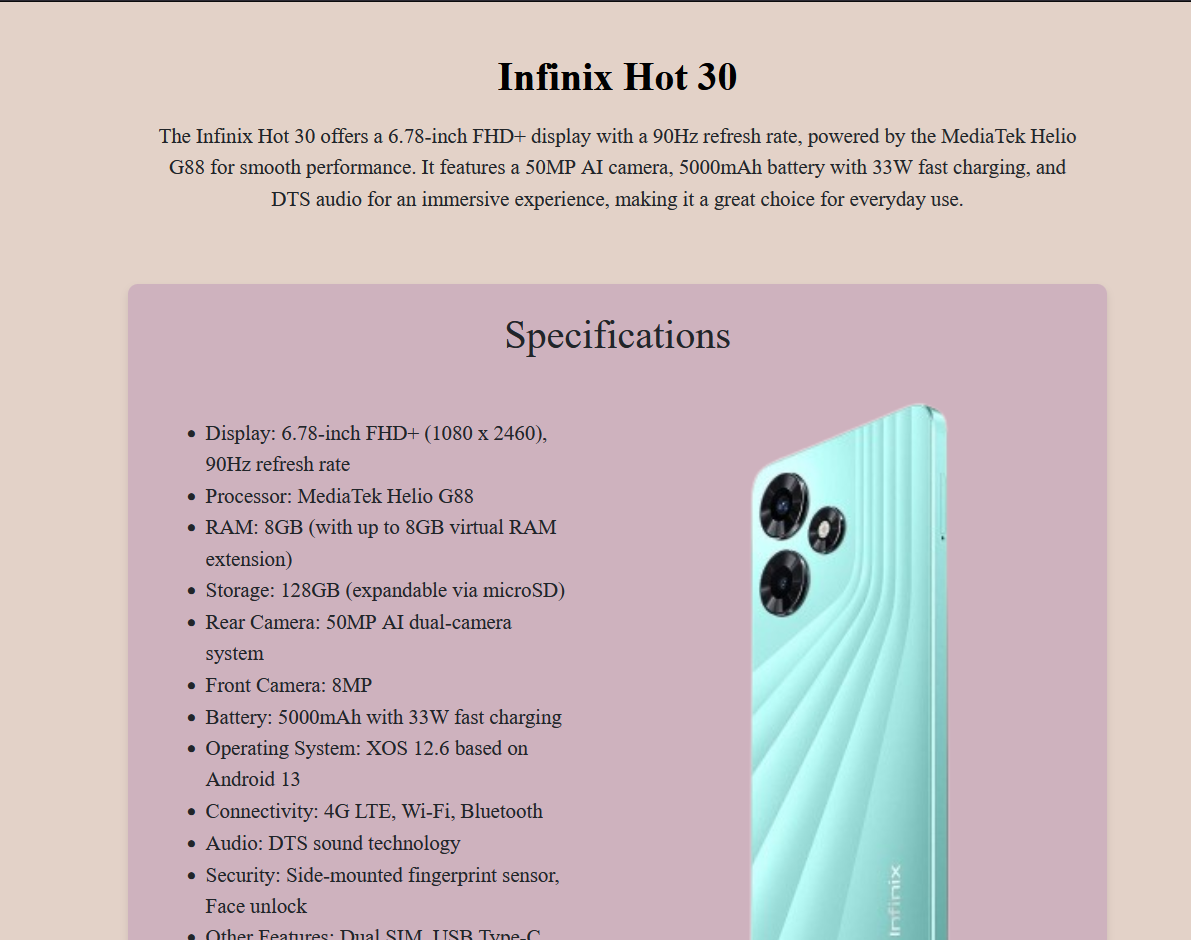 Infinix Hot 30
The Infinix Hot 30 offers a 6.78-inch FHD+ display with a 90Hz refresh rate, powered by the MediaTek Helio
G88 for smooth performance. It features a 50MP AI camera, 5000mAh battery with 33W fast charging, and
DTS audio for an immersive experience, making it a great choice for everyday use.
Specifications
Display: 6.78-inch FHD+ (1080 x 2460),
90Hz refresh rate
Processor: MediaTek Helio G88
RAM: 8GB (with up to 8GB virtual RAM
extension)
Storage: 128GB (expandable via microSD)
Rear Camera: 50MP AI dual-camera
system
Front Camera: 8MP
Battery: 5000mAh with 33W fast charging
Operating System: XOS 12.6 based on
Android 13
Connectivity: 4G LTE, Wi-Fi, Bluetooth
Audio: DTS sound technology
Security: Side-mounted fingerprint sensor,
Face unlock
Other Features: Dual SIM, USB Type-C
Infinix